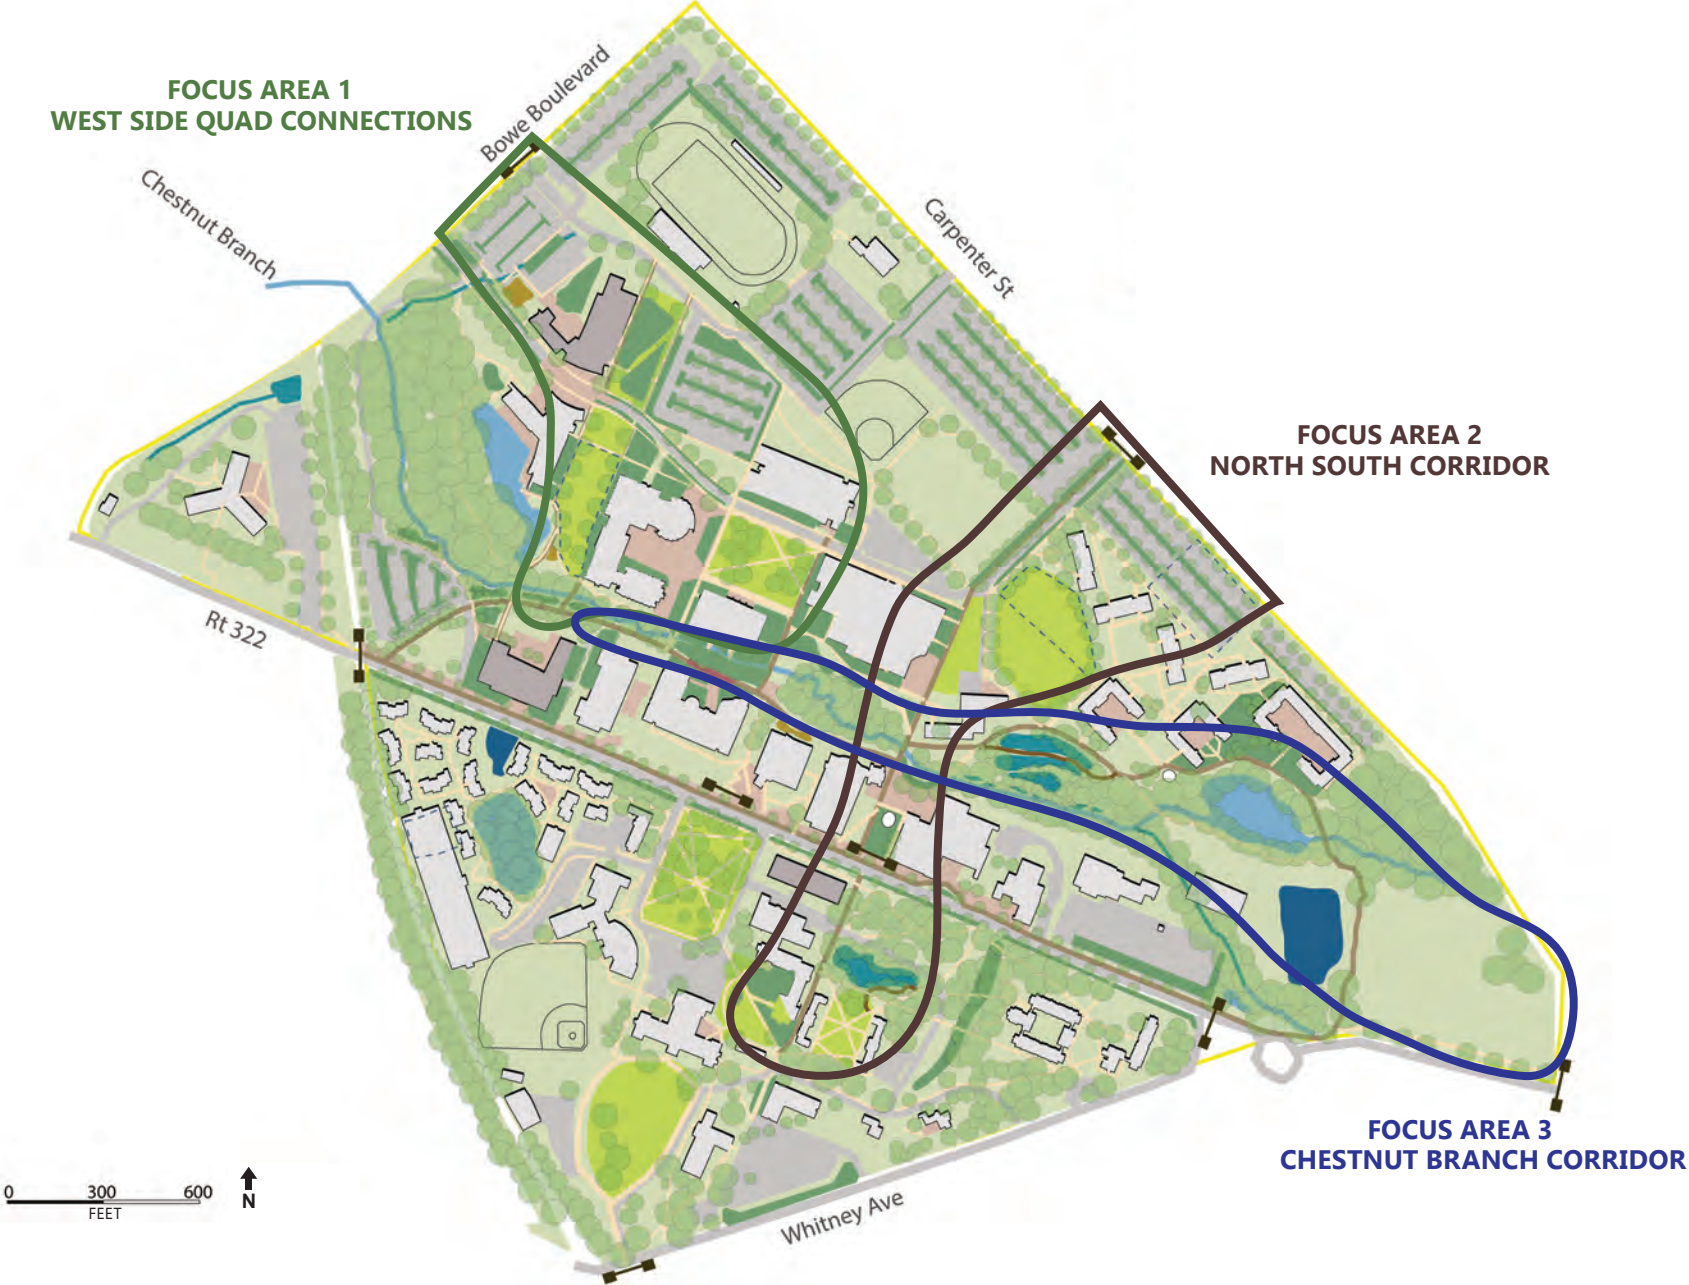 FOCUS AREA 1
WEST SIDE QUAD CONNECTIONS
Bowe Boulevard
Chestnut Branch
Carpenter St
FOCUS AREA 2
NORTH SOUTH CORRIDOR
Rt 322
FOCUS AREA 3
CHESTNUT BRANCH CORRIDOR
Whitney Ave
0 300 600
FEET
N